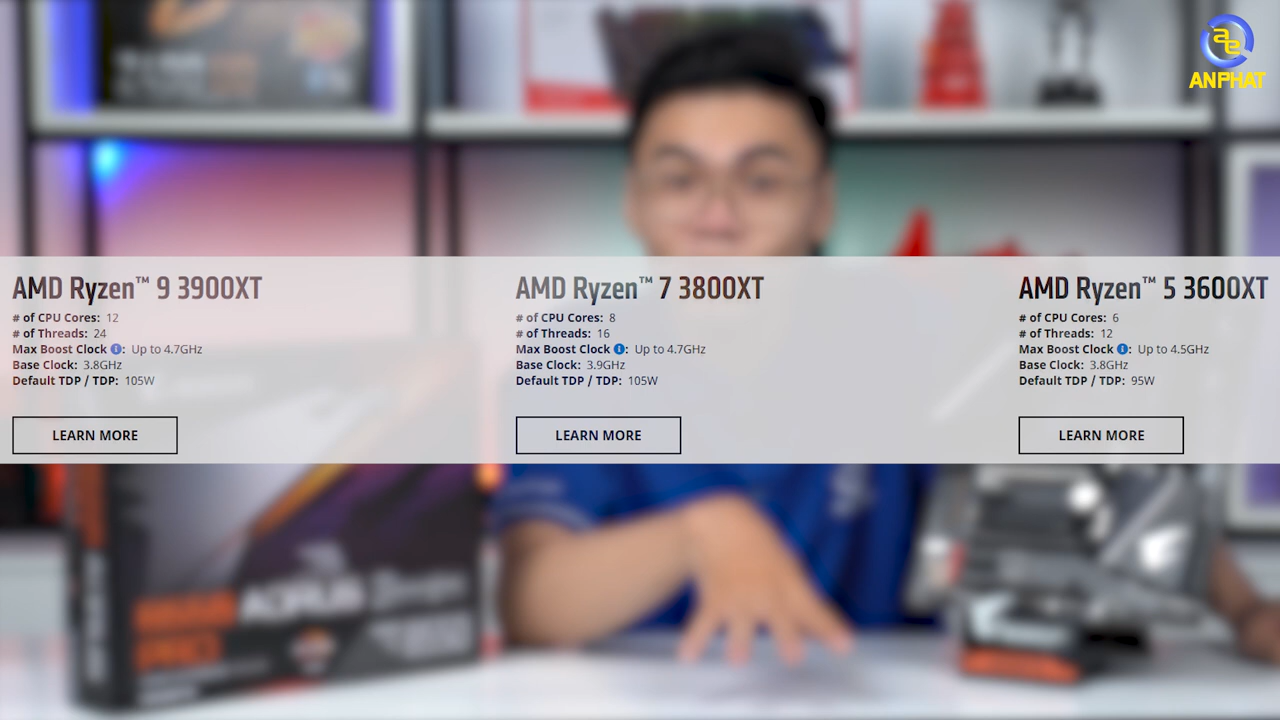 ae
ANPHAT
AMD Ryzen™ 9 3900XT
# of CPU Cores: 12
# of Threads: 24
Max Boost Clock i: Up to 4.7GHz
Base Clock: 3.8GHz
Default TDP / TDP: 105W
LEARN MORE
AMD Ryzen™ 7 3800XT
# of CPU Cores: 8
# of Threads: 16
Max Boost Clock i: Up to 4.7GHz
Base Clock: 3.9GHz
Default TDP / TDP: 105W
LEARN MORE
AMD Ryzen™ 5 3600XT
# of CPU Cores: 6
# of Threads: 12
Max Boost Clock i: Up to 4.5GHz
Base Clock: 3.8GHz
Default TDP / TDP: 95W
LEARN MORE
AORUS
PRO